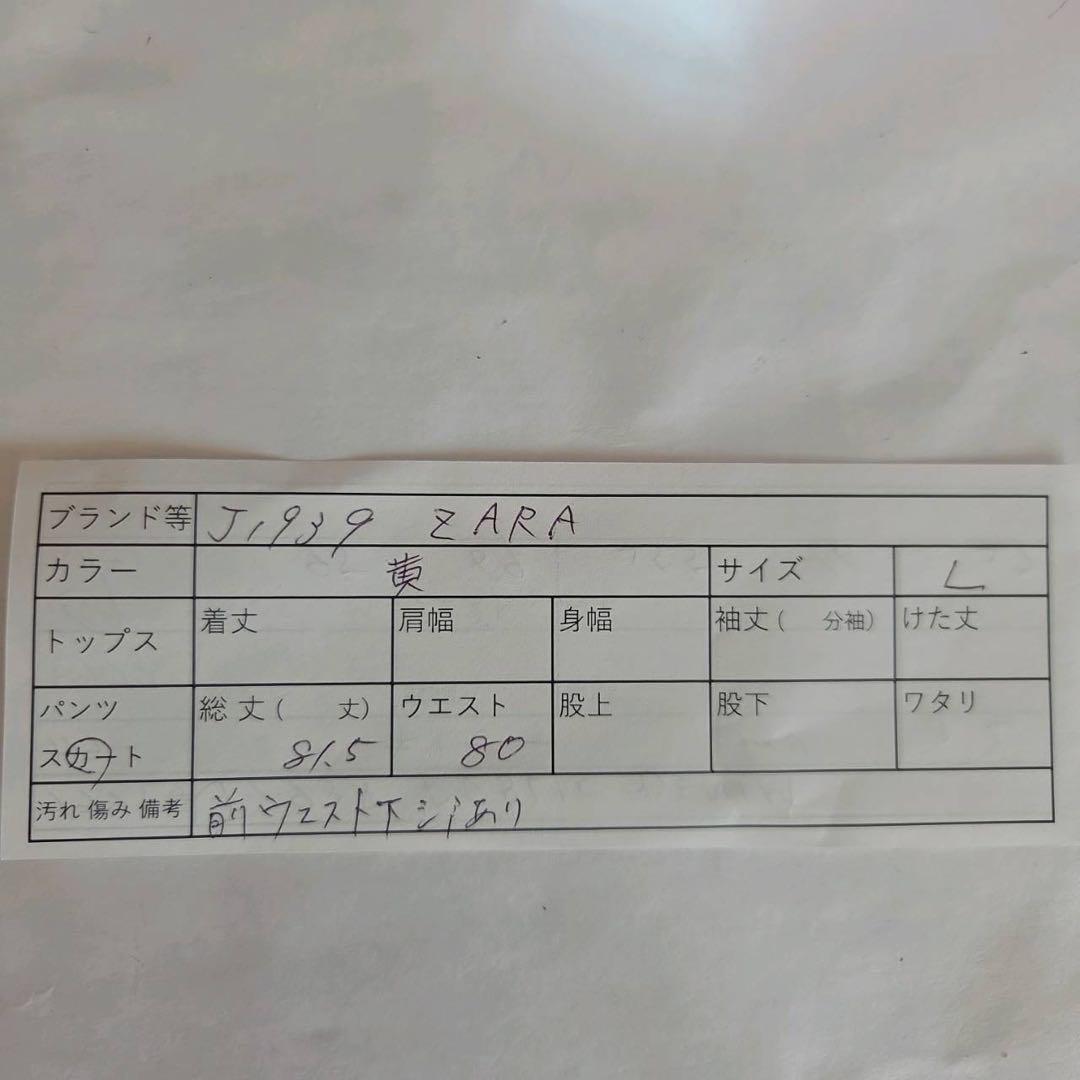 ブランド等 J1939 ZARA
カラー 黄 サイズ L
トップス 着丈 肩幅 身幅 袖丈( 分袖) けた丈
パンツ 総丈( 丈) ウエスト 股上 股下 ワタリ
スカート 81.5 80
汚れ 傷み 備考 前ウエスト下シミあり